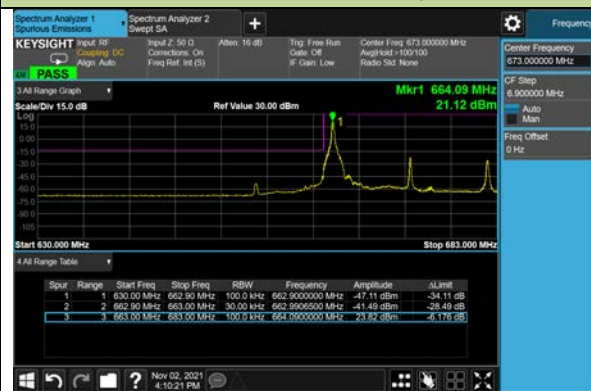 Spectrum Analyzer 1
Spurious Emissions
Spectrum Analyzer 2
Swept SA
+
Frequency
KEYSIGHT
Input: RF
Coupling: DC
Align: Auto
Input Z: 50 Ω
Corrections: On
Freq Ref: Int (S)
Atten: 16 dB
Trig: Free Run
Gate: Off
IF Gain: Low
Center Freq: 673.000000 MHz
Avg|Hold:>100/100
Radio Std: None
PASS
Center Frequency
673.000000 MHz
CF Step
6.900000 MHz
Auto
Man
Freq Offset
0 Hz
3 All Range Graph
Mkr1 664.09 MHz
Scale/Div 15.0 dB
Ref Value 30.00 dBm
21.12 dBm
Log
15.0
0.00
-15.0
-30.0
-45.0
-60.0
-75.0
-90.0
-105
1
Start 630.000 MHz
Stop 683.000 MHz
4 All Range Table
Spur Range Start Freq Stop Freq RBW Frequency Amplitude ΔLimit
1 1 630.00 MHz 662.90 MHz 100.0 kHz 662.9000000 MHz -47.11 dBm -34.11 dB
2 2 662.90 MHz 663.00 MHz 30.00 kHz 662.9906500 MHz -41.49 dBm -28.49 dB
3 3 663.00 MHz 683.00 MHz 100.0 kHz 664.0900000 MHz 23.82 dBm -6.176 dB
?
Nov 02, 2021
4:10:21 PM